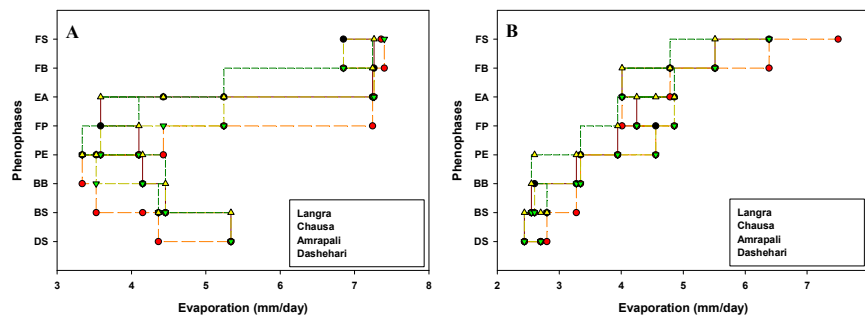 A
Phenophases
FS
FB
EA
FP
PE
BB
BS
DS
Langra
Chausa
Amrapali
Dashehari
3 4 5 6 7 8
Evaporation (mm/day)
B
Phenophases
FS
FB
EA
FP
PE
BB
BS
DS
Langra
Chausa
Amrapali
Dashehari
2 3 4 5 6 7
Evaporation (mm/day)